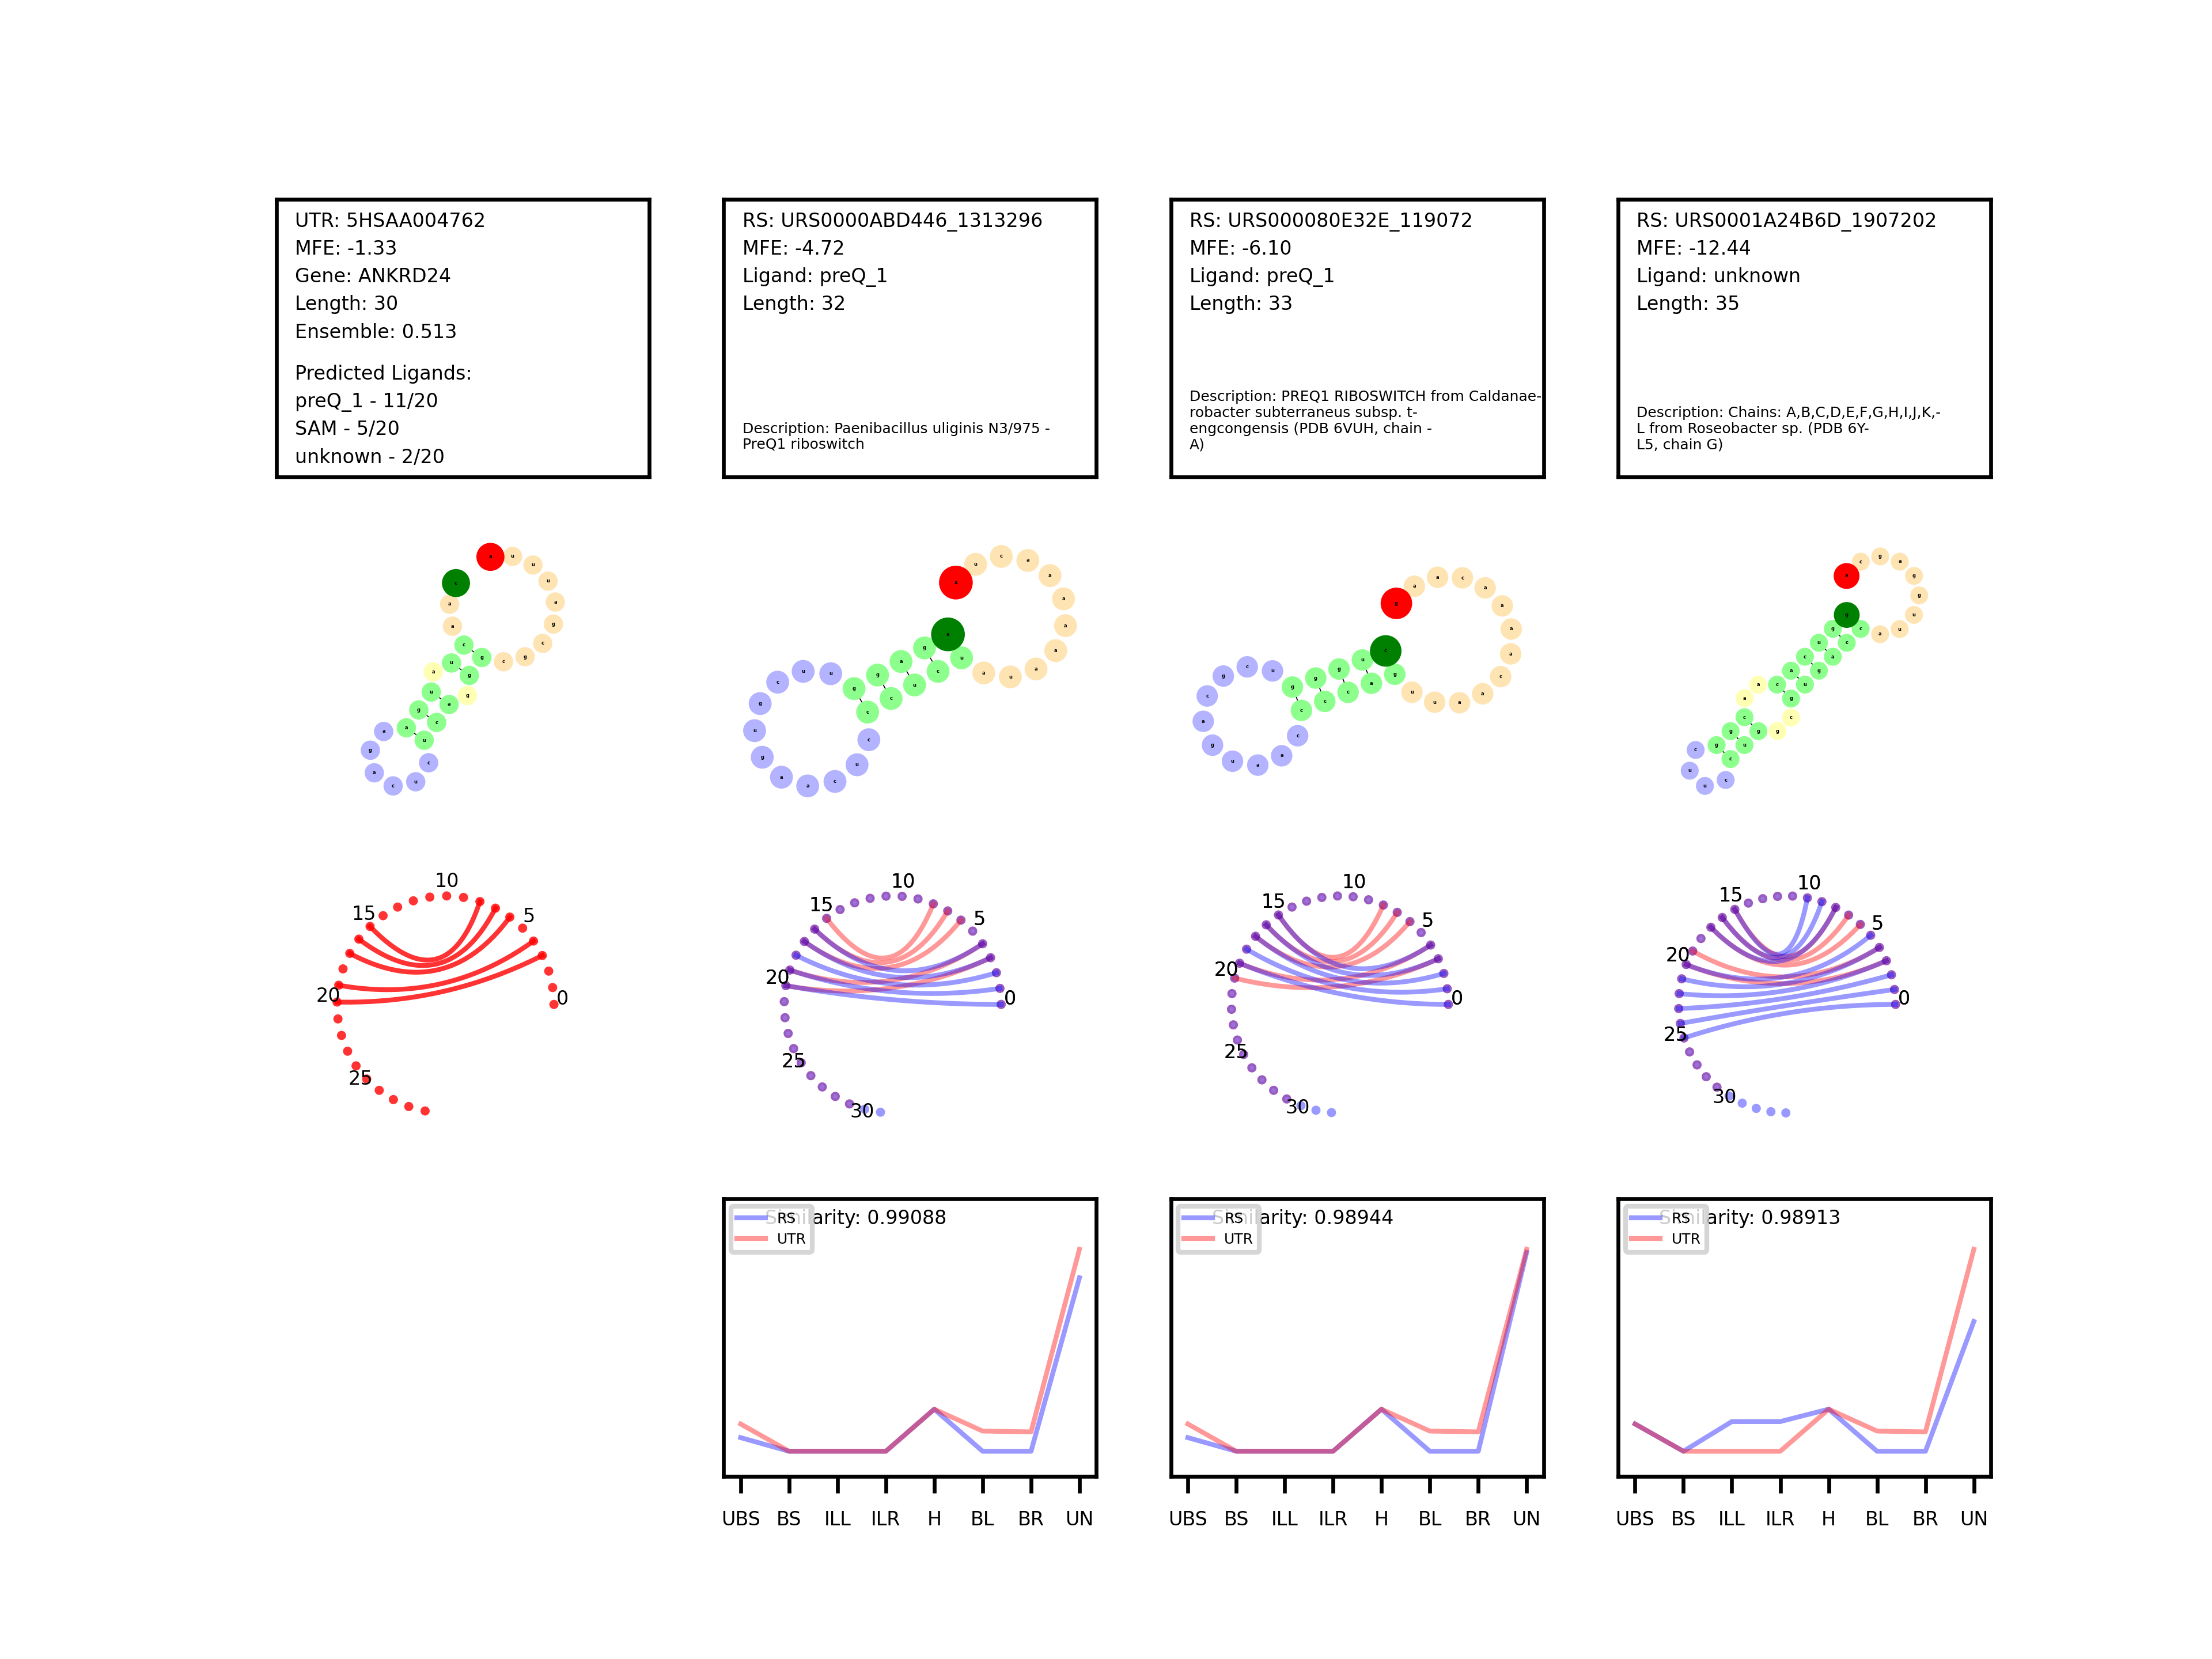 UTR: 5HSAA004762
MFE: -1.33
Gene: ANKRD24
Length: 30
Ensemble: 0.513
Predicted Ligands:
preQ_1 - 11/20
SAM - 5/20
unknown - 2/20
RS: URS0000ABD446_1313296
MFE: -4.72
Ligand: preQ_1
Length: 32
Description: Paenibacillus uliginis N3/975 -
PreQ1 riboswitch
RS: URS000080E32E_119072
MFE: -6.10
Ligand: preQ_1
Length: 33
Description: PREQ1 RIBOSWITCH from Caldanae-
robacter subterraneus subsp. t-
engcongensis (PDB 6VUH, chain -
A)
RS: URS0001A24B6D_1907202
MFE: -12.44
Ligand: unknown
Length: 35
Description: Chains: A,B,C,D,E,F,G,H,I,J,K,-
L from Roseobacter sp. (PDB 6Y-
L5, chain G)
0
5
10
15
20
25
0
5
10
15
20
25
30
0
5
10
15
20
25
30
0
5
10
15
20
25
30
Similarity: 0.99088
RS
UTR
UBS BS ILL ILR H BL BR UN
Similarity: 0.98944
RS
UTR
UBS BS ILL ILR H BL BR UN
Similarity: 0.98913
RS
UTR
UBS BS ILL ILR H BL BR UN